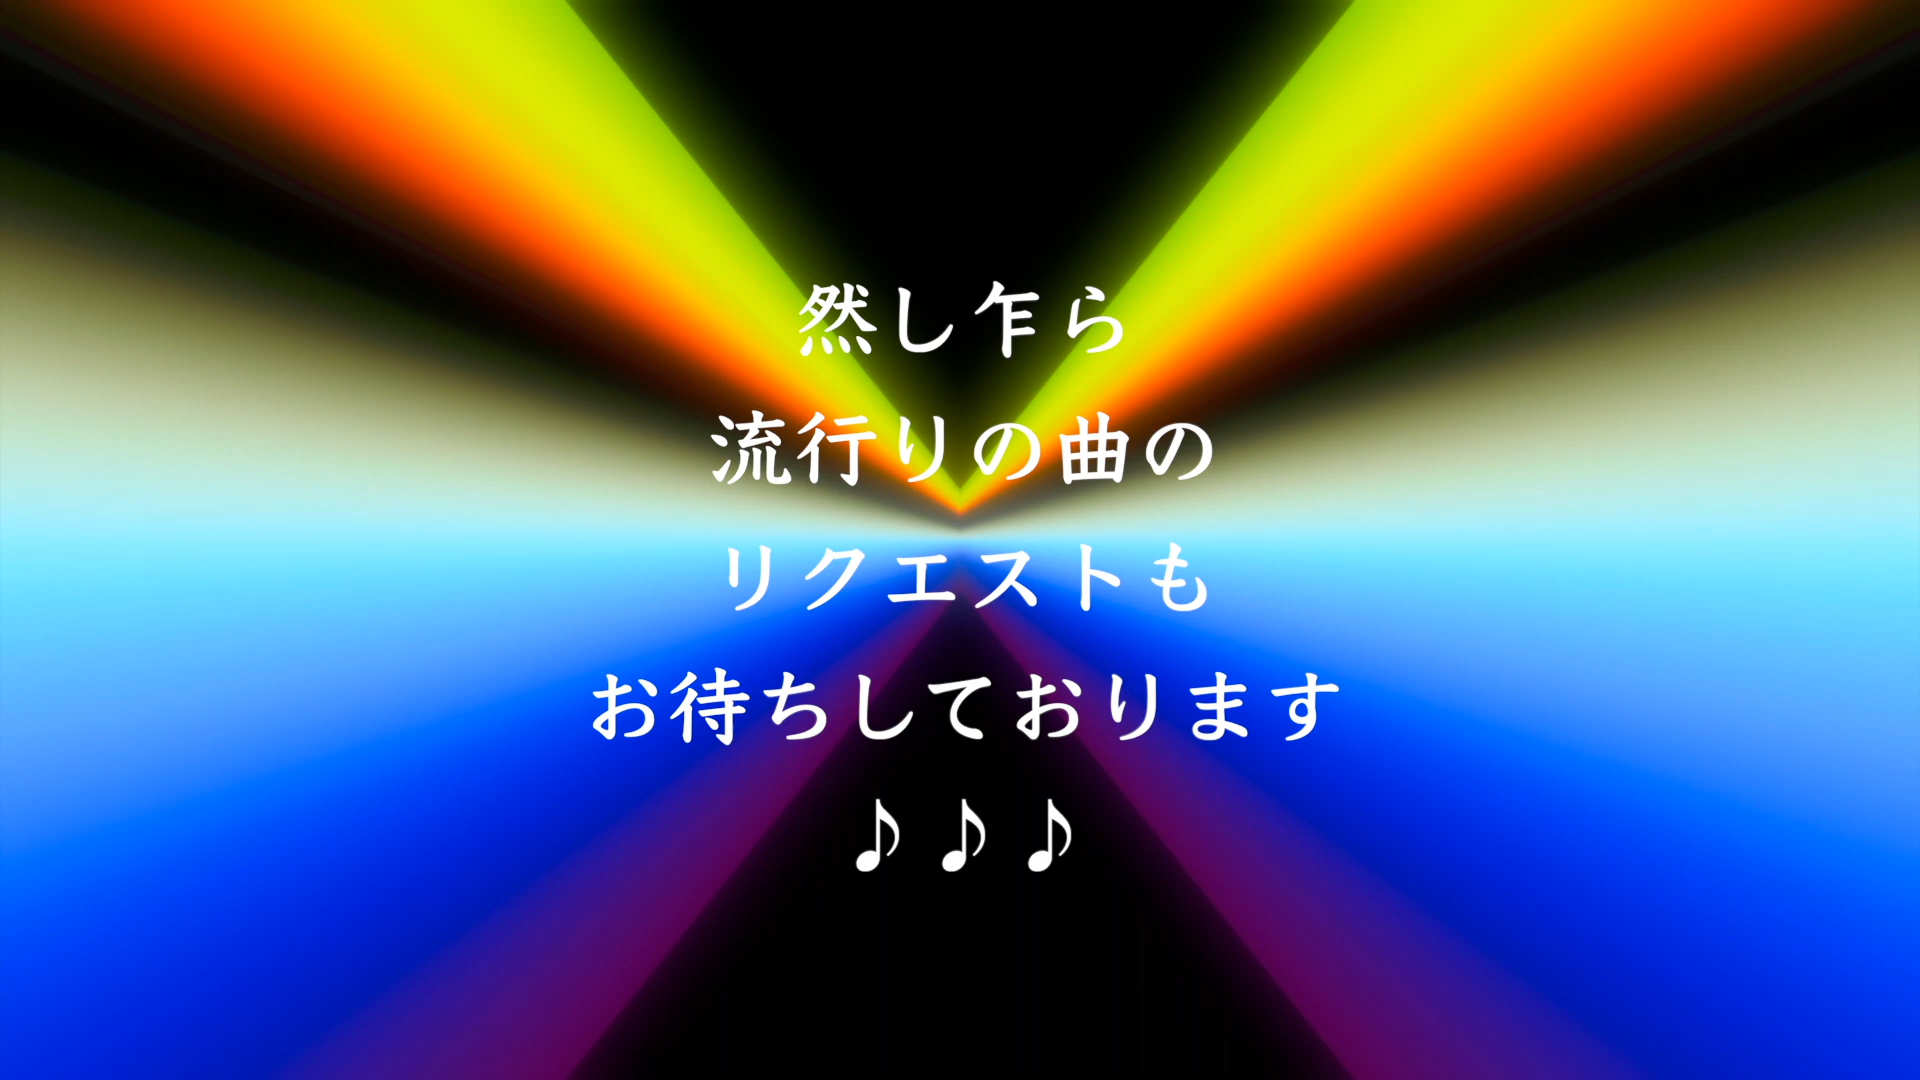 然し乍ら
流行りの曲の
リクエストも
お待ちしております
♪♪♪